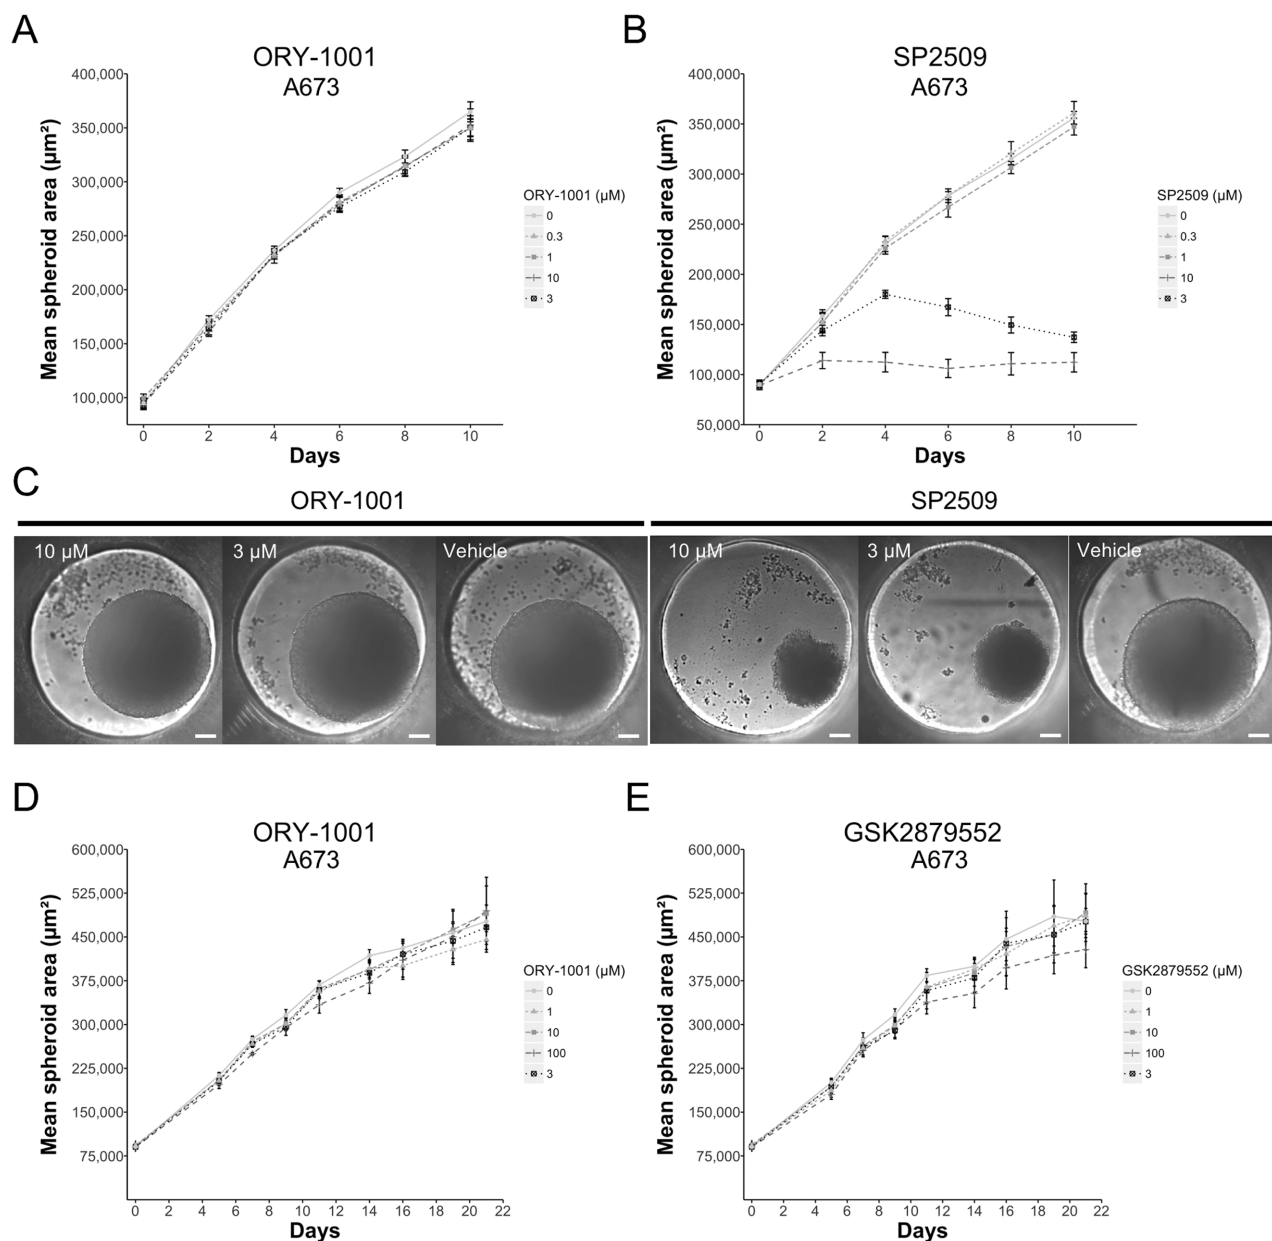 A
ORY-1001
A673
Mean spheroid area (µm²)
400,000
350,000
300,000
250,000
200,000
150,000
100,000
0 2 4 6 8 10
Days
ORY-1001 (µM)
0
0.3
1
10
3
B
SP2509
A673
Mean spheroid area (µm²)
400,000
350,000
300,000
250,000
200,000
150,000
100,000
50,000
0 2 4 6 8 10
Days
SP2509 (µM)
0
0.3
1
10
3
C
ORY-1001
10 µM 3 µM Vehicle
SP2509
10 µM 3 µM Vehicle
D
ORY-1001
A673
Mean spheroid area (µm²)
600,000
525,000
450,000
375,000
300,000
225,000
150,000
75,000
0 2 4 6 8 10 12 14 16 18 20 22
Days
ORY-1001 (µM)
0
1
10
100
3
E
GSK2879552
A673
Mean spheroid area (µm²)
600,000
525,000
450,000
375,000
300,000
225,000
150,000
75,000
0 2 4 6 8 10 12 14 16 18 20 22
Days
GSK2879552 (µM)
0
1
10
100
3